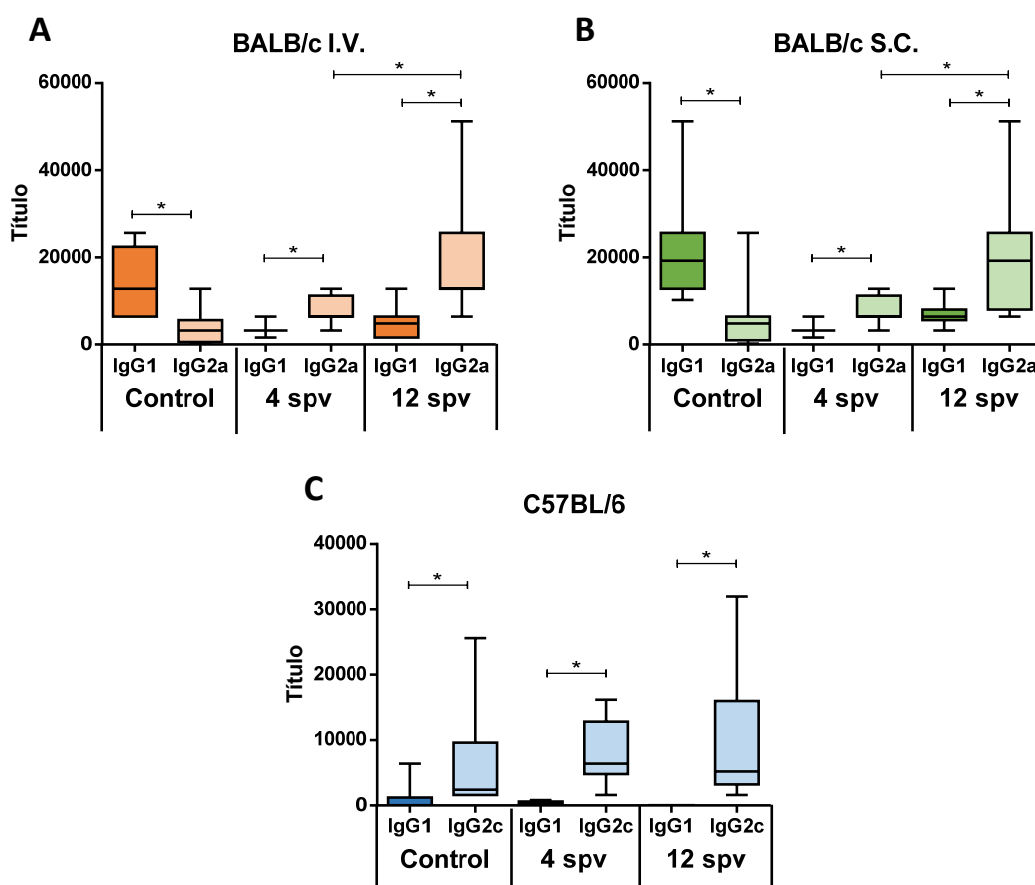 A
BALB/c I.V.
Título
60000
40000
20000
0
*
*
*
*
IgG1 IgG2a IgG1 IgG2a IgG1 IgG2a
Control 4 spv 12 spv
B
BALB/c S.C.
Título
60000
40000
20000
0
*
*
*
*
IgG1 IgG2a IgG1 IgG2a IgG1 IgG2a
Control 4 spv 12 spv
C
C57BL/6
Título
40000
30000
20000
10000
0
*
*
*
IgG1 IgG2c IgG1 IgG2c IgG1 IgG2c
Control 4 spv 12 spv